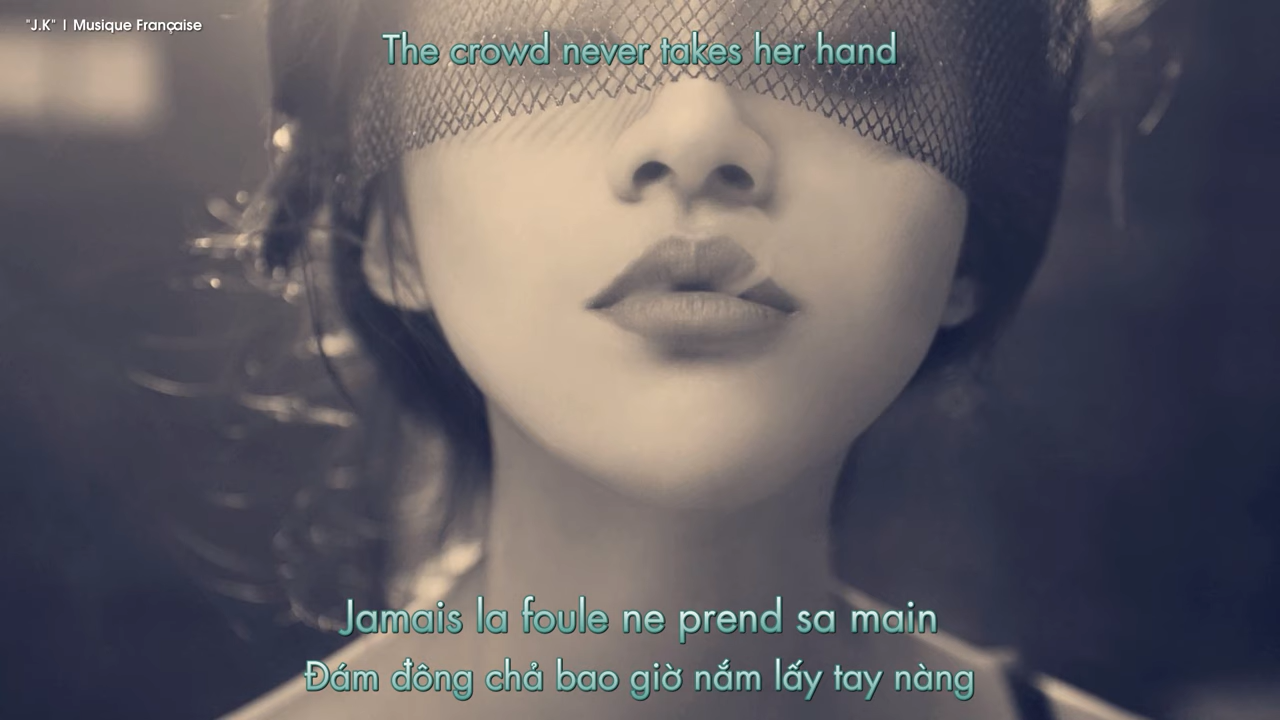 "J.K" | Musique Française
The crowd never takes her hand
Jamais la foule ne prend sa main
Đám đông chả bao giờ nắm lấy tay nàng